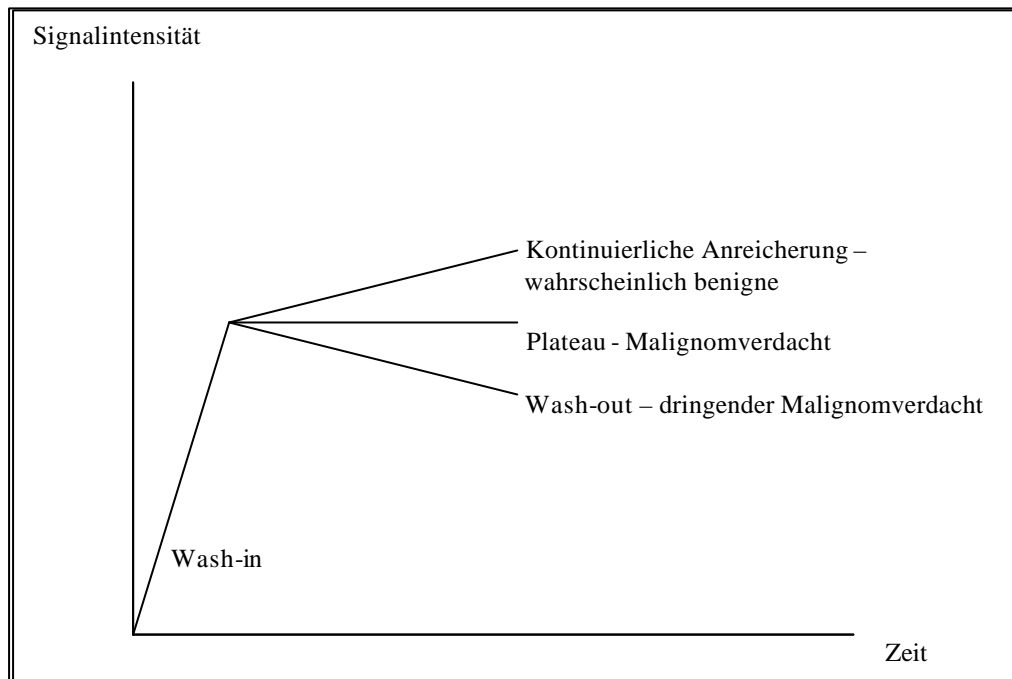 Signalintensität
Kontinuierliche Anreicherung –
wahrscheinlich benigne
Plateau - Malignomverdacht
Wash-out – dringender Malignomverdacht
Wash-in
Zeit